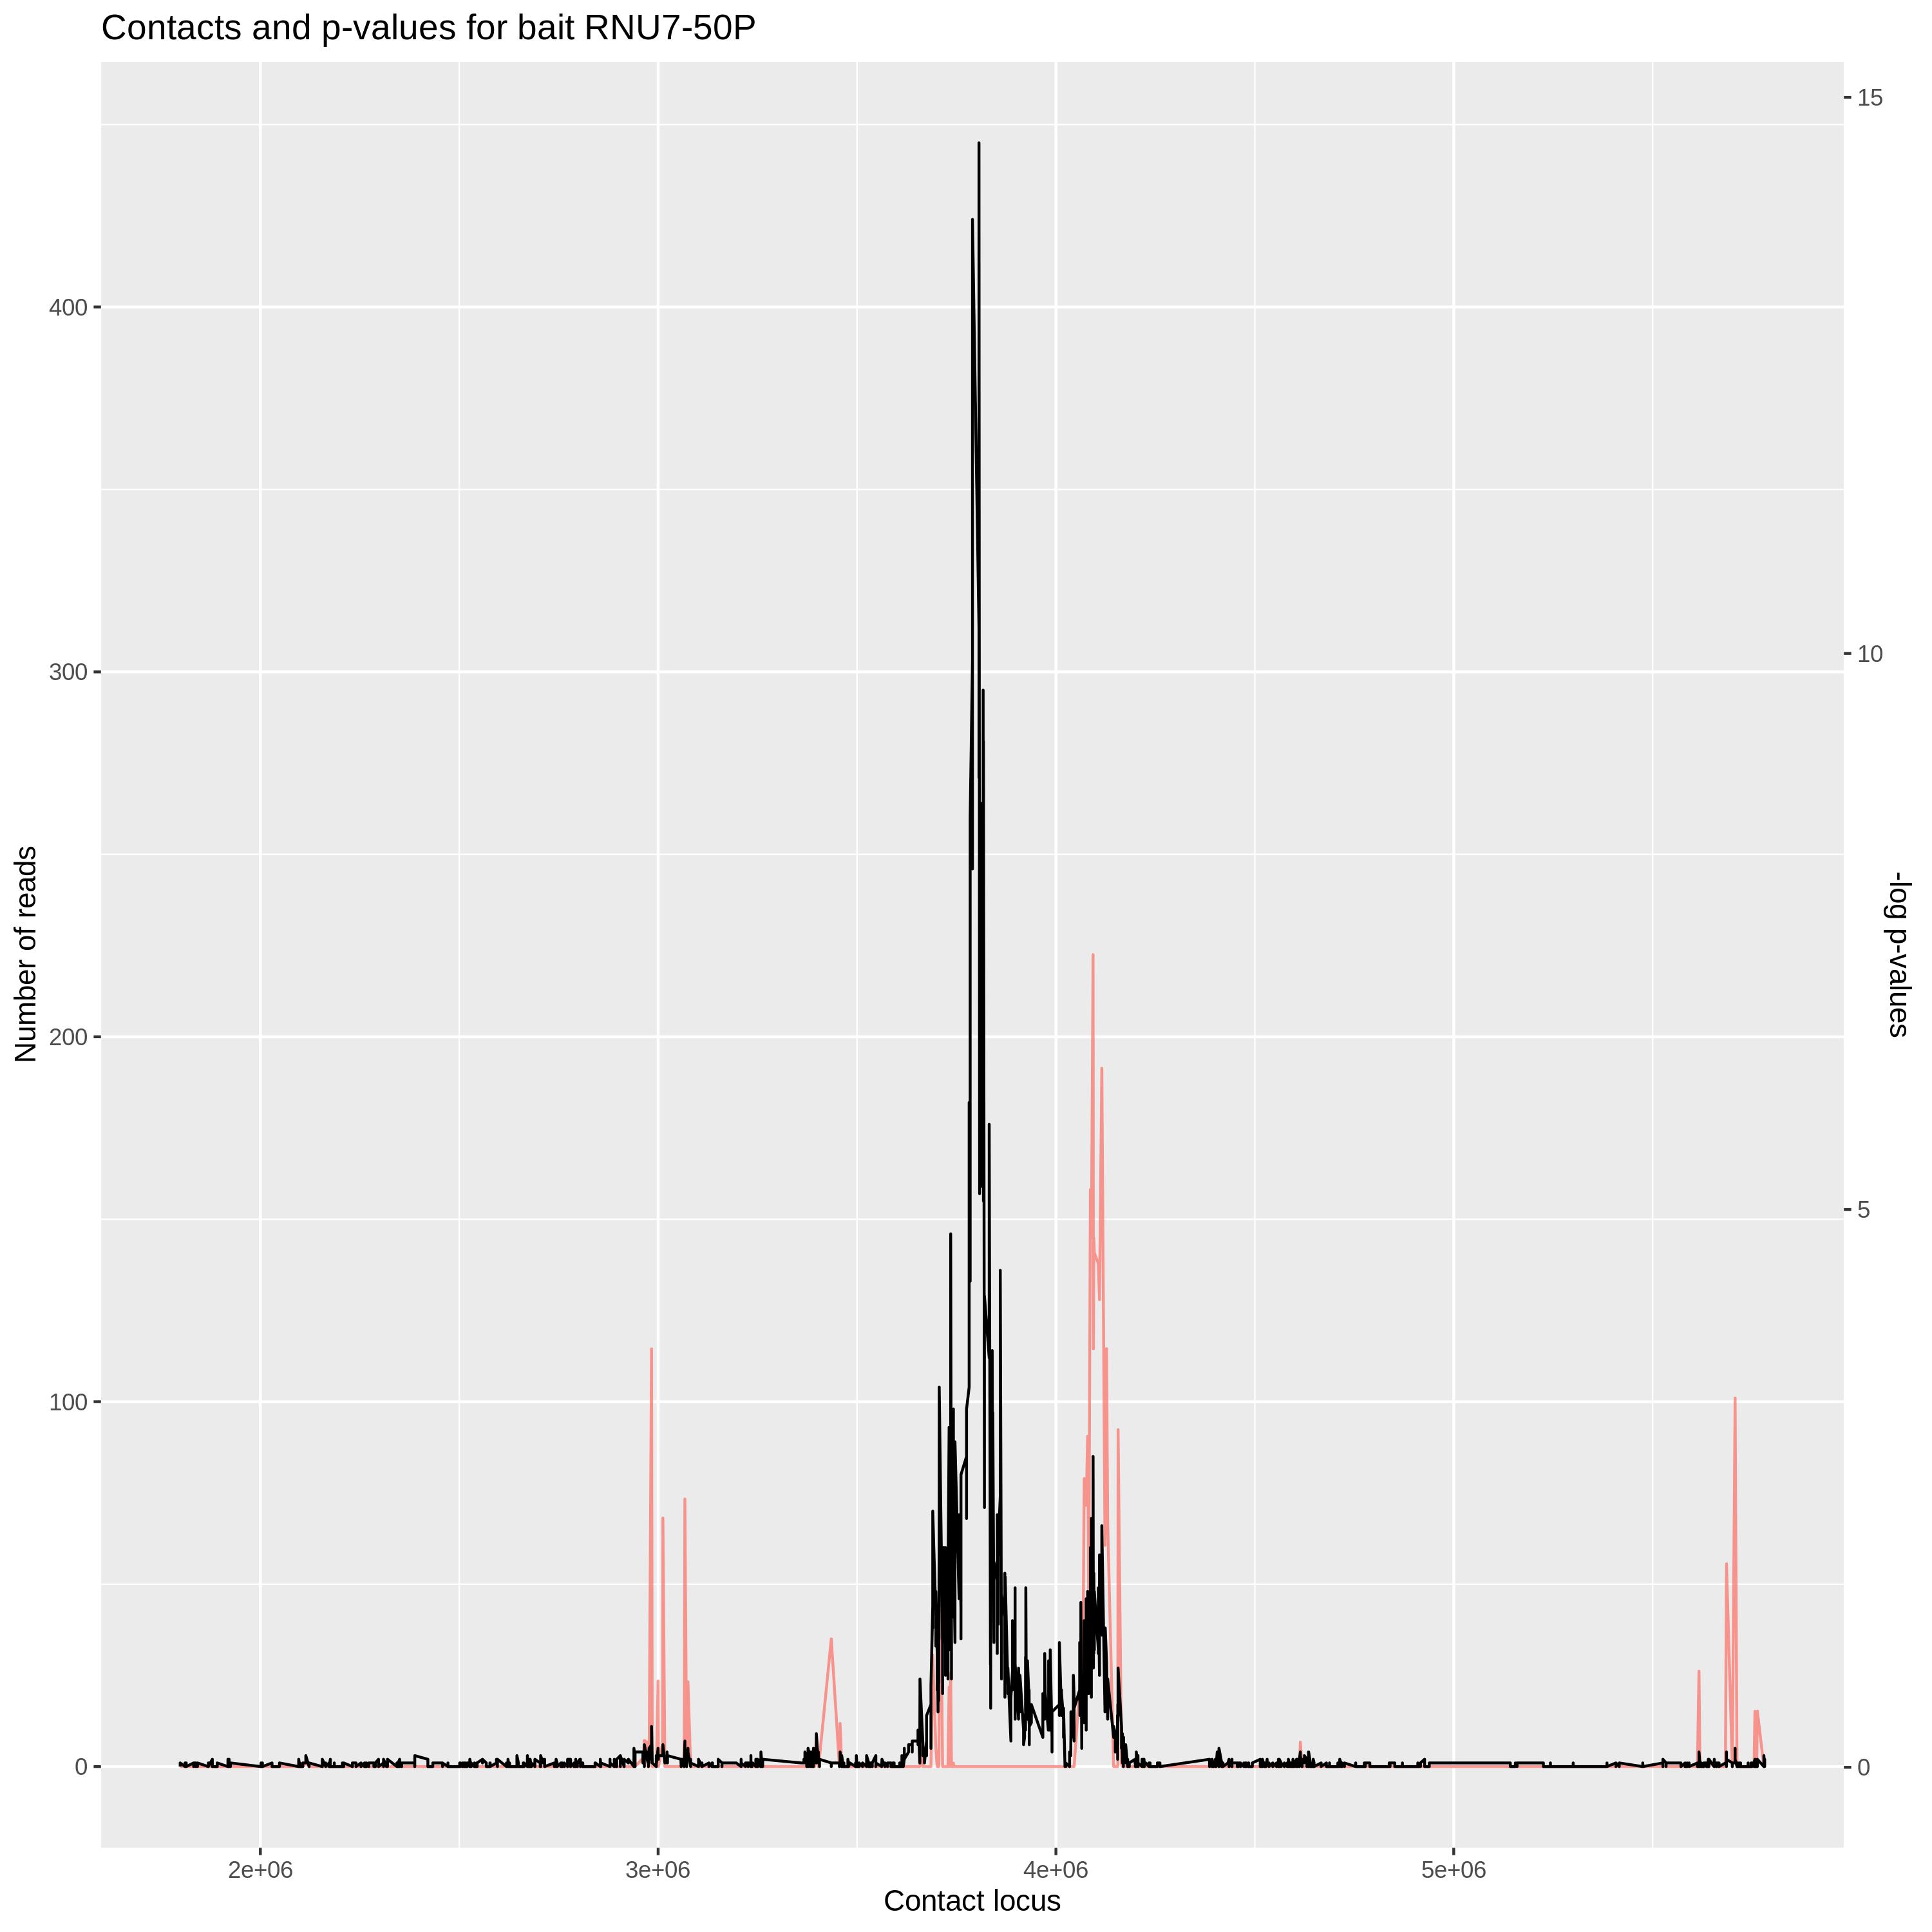 Contacts and p-values for bait RNU7-50P
15
400
300
10
Number of reads
-log p-values
200
5
100
0
0
2e+06
3e+06
4e+06
5e+06
Contact locus